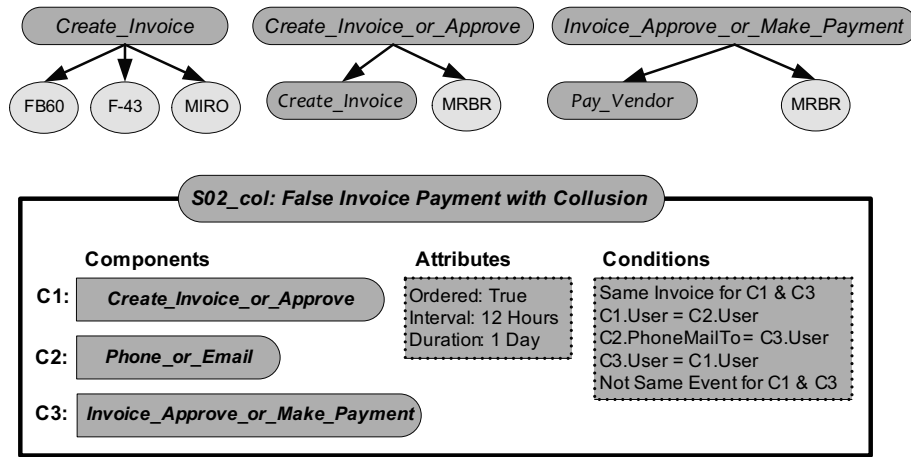 Create_Invoice
Create_Invoice_or_Approve
Invoice_Approve_or_Make_Payment
FB60
F-43
MIRO
Create_Invoice
MRBR
Pay_Vendor
MRBR
S02_col: False Invoice Payment with Collusion
Components
Attributes
Conditions
C1:
Create_Invoice_or_Approve
C2:
Phone_or_Email
C3:
Invoice_Approve_or_Make_Payment
Ordered: True
Interval: 12 Hours
Duration: 1 Day
Same Invoice for C1 & C3
C1.User = C2.User
C2.PhoneMailTo= C3.User
C3.User = C1.User
Not Same Event for C1 & C3